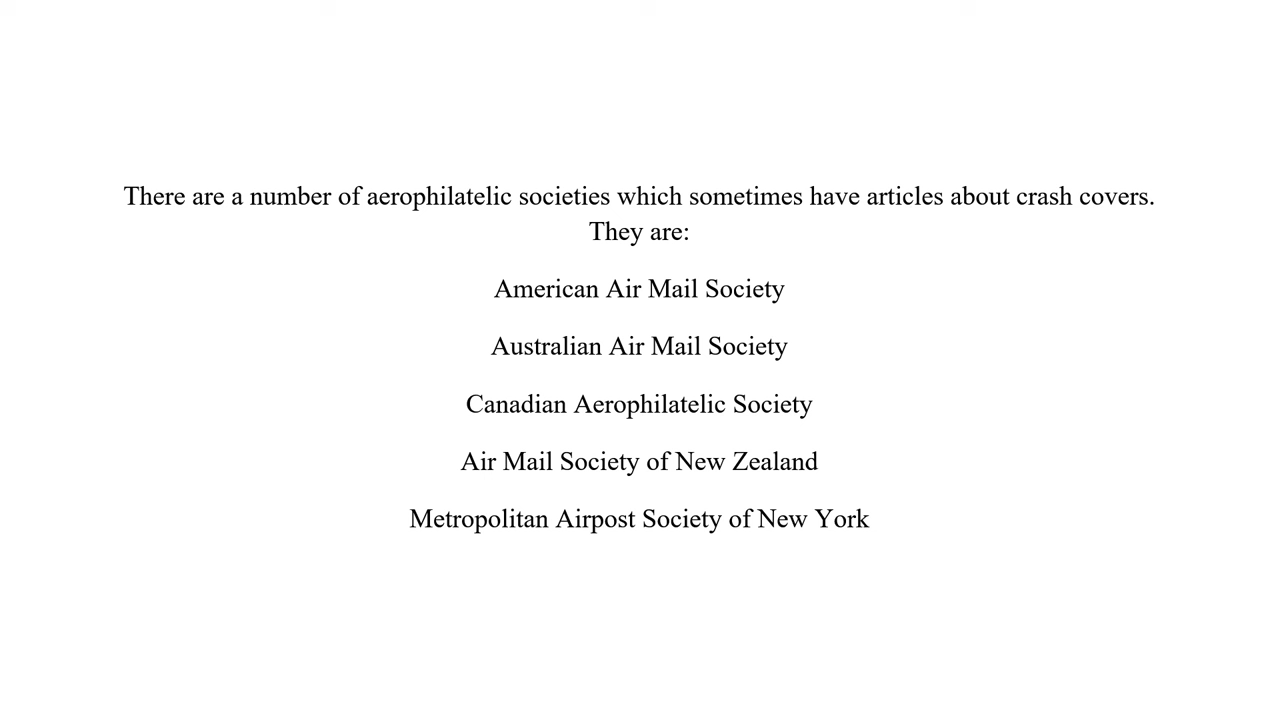 There are a number of aerophilatelic societies which sometimes have articles about crash covers.
They are:
American Air Mail Society
Australian Air Mail Society
Canadian Aerophilatelic Society
Air Mail Society of New Zealand
Metropolitan Airpost Society of New York